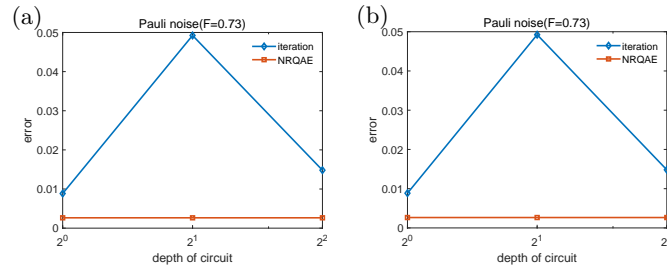 (a)
Pauli noise(F=0.73)
0.05
0.04
0.03
0.02
0.01
0
error
iteration
NRQAE
2^0
2^1
2^2
depth of circuit
(b)
Pauli noise(F=0.73)
0.05
0.04
0.03
0.02
0.01
0
error
iteration
NRQAE
2^0
2^1
depth of circuit